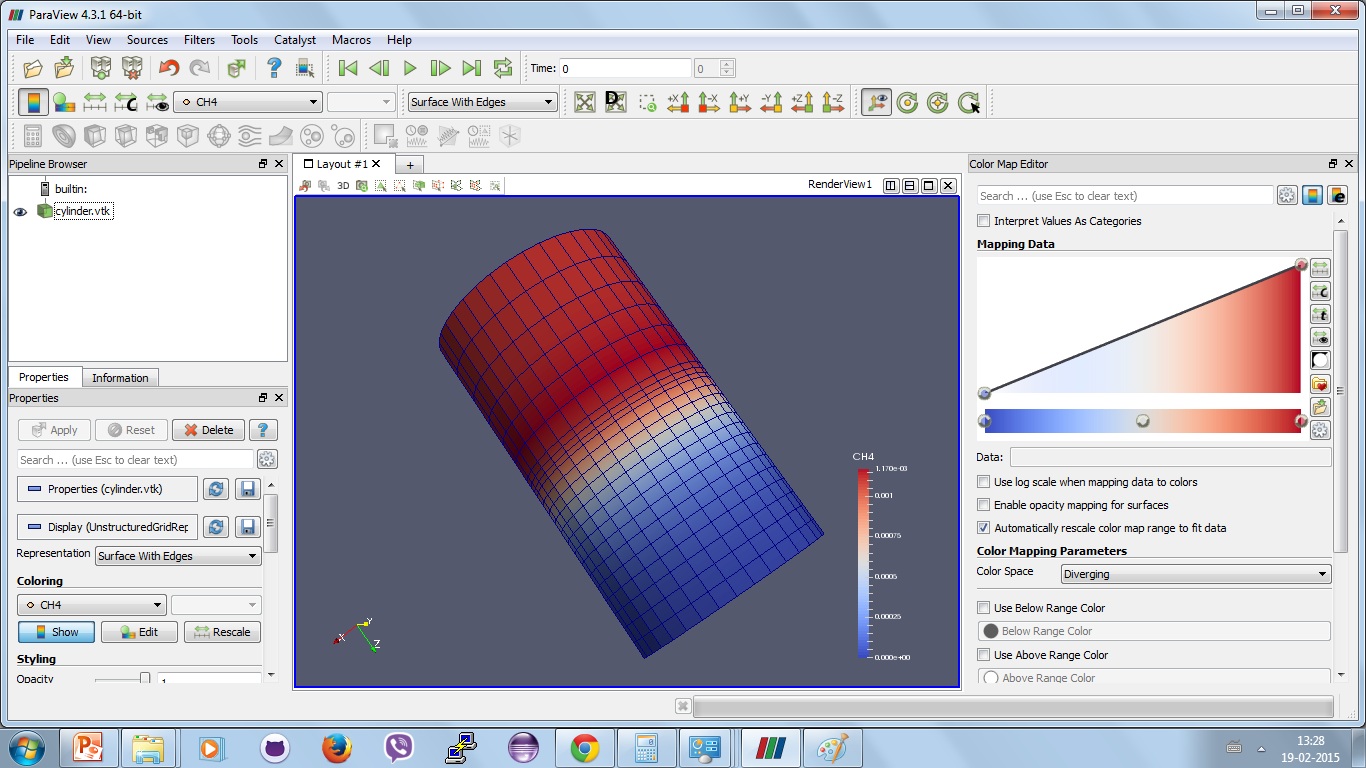 ParaView 4.3.1 64-bit
File Edit View Sources Filters Tools Catalyst Macros Help
Time: 0 0
CH4 Surface With Edges +X -X +Y -Y +Z -Z
Pipeline Browser
builtin:
cylinder.vtk
Properties Information
Properties
Apply Reset Delete ?
Search ... (use Esc to clear text)
Properties (cylinder.vtk)
Display (UnstructuredGridRep
Representation Surface With Edges
Coloring
CH4
Show Edit Rescale
Styling
Opacity 1
Layout #1 +
3D RenderView1
CH4
1.170e-03
0.001
0.00075
0.0005
0.00025
0.000e+00
X Y Z
Color Map Editor
Search ... (use Esc to clear text)
Interpret Values As Categories
Mapping Data
Data:
Use log scale when mapping data to colors
Enable opacity mapping for surfaces
Automatically rescale color map range to fit data
Color Mapping Parameters
Color Space Diverging
Use Below Range Color
Below Range Color
Use Above Range Color
Above Range Color
13:28
19-02-2015